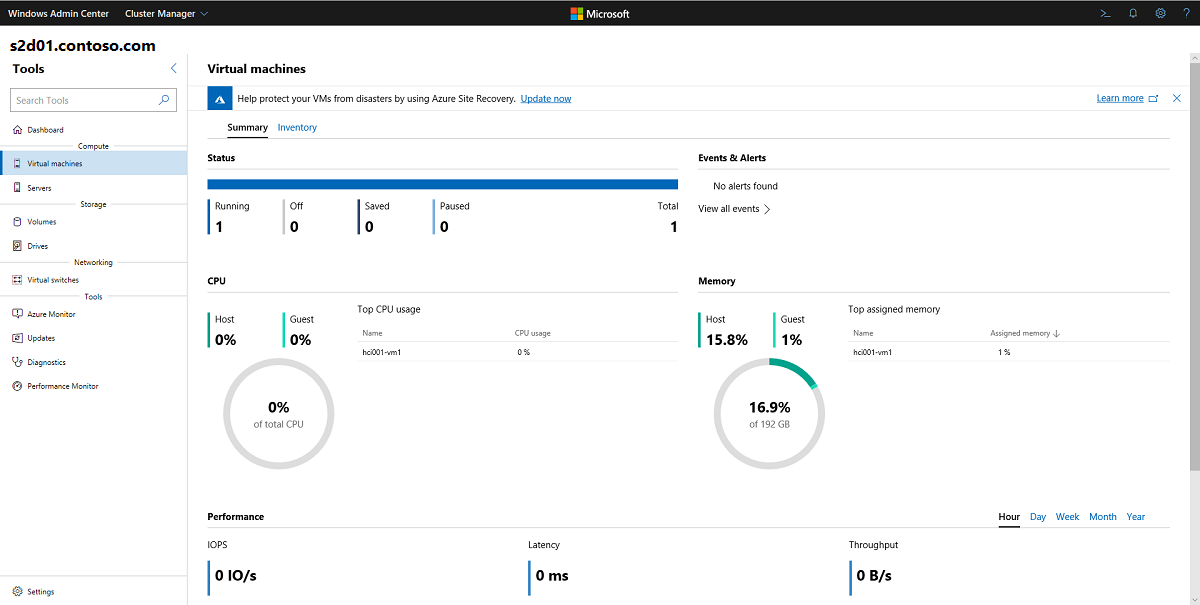 Windows Admin Center Cluster Manager Microsoft
s2d01.contoso.com
Tools
Search Tools
Dashboard
Compute
Virtual machines
Servers
Storage
Volumes
Drives
Networking
Virtual switches
Tools
Azure Monitor
Updates
Diagnostics
Performance Monitor
Settings
Virtual machines
Help protect your VMs from disasters by using Azure Site Recovery. Update now Learn more
Summary Inventory
Status
Running Off Saved Paused Total
1 0 0 0 1
Events & Alerts
No alerts found
View all events
CPU
Host Guest
0% 0%
0%
of total CPU
Top CPU usage
Name CPU usage
hci001-vm1 0 %
Memory
Host Guest
15.8% 1%
16.9%
of 192 GB
Top assigned memory
Name Assigned memory
hci001-vm1 1 %
Performance Hour Day Week Month Year
IOPS Latency Throughput
0 IO/s 0 ms 0 B/s